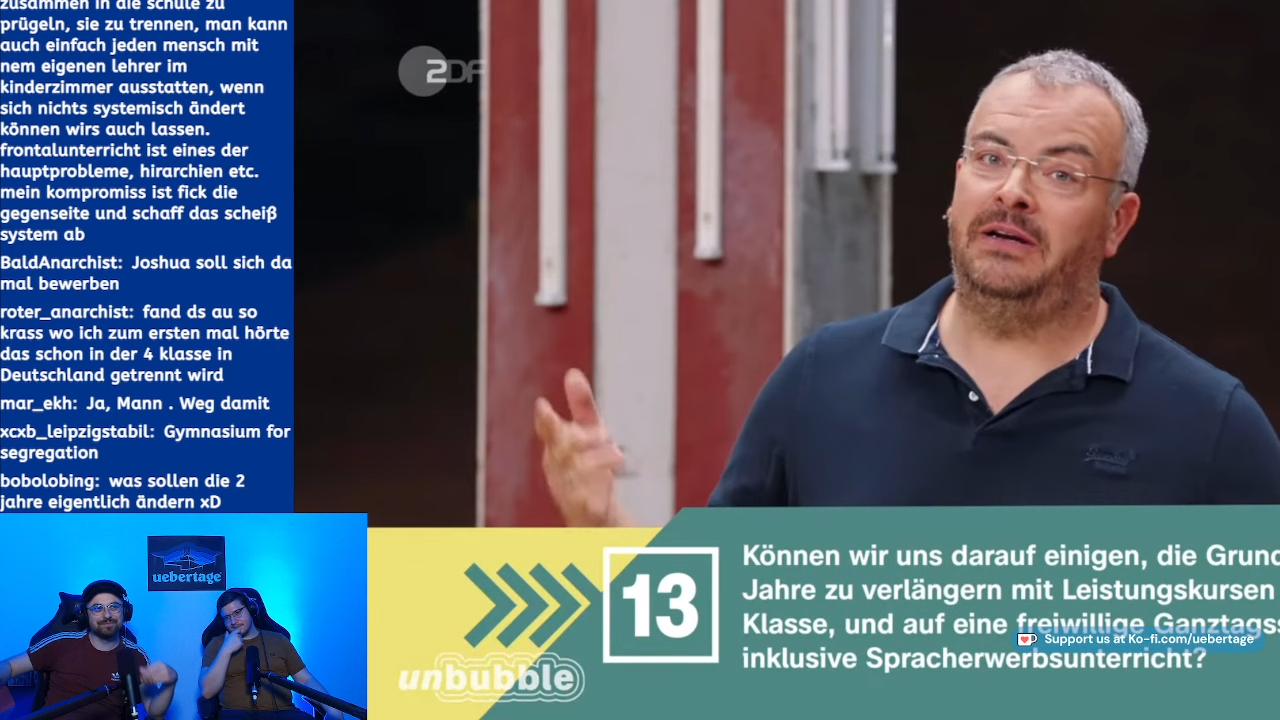 zusammen in die schule zu
prügeln, sie zu trennen, man kann
auch einfach jeden mensch mit
nem eigenen lehrer im
kinderzimmer ausstatten, wenn
sich nichts systemisch ändert
können wirs auch lassen.
frontalunterricht ist eines der
hauptprobleme, hirarchien etc.
mein kompromiss ist fick die
gegenseite und schaff das scheiß
system ab
BaldAnarchist: Joshua soll sich da
mal bewerben
roter_anarchist: fand ds au so
krass wo ich zum ersten mal hörte
das schon in der 4 klasse in
Deutschland getrennt wird
mar_ekh: Ja, Mann . Weg damit
xcxb_leipzigstabil: Gymnasium for
segregation
bobolobing: was sollen die 2
jahre eigentlich ändern xD
ZDF
uebertage
13
Können wir uns darauf einigen, die Grund
Jahre zu verlängern mit Leistungskursen
Klasse, und auf eine freiwillige Ganztagss
inklusive Spracherwerbsunterricht?
Support us at Ko-fi.com/uebertage
unbubble